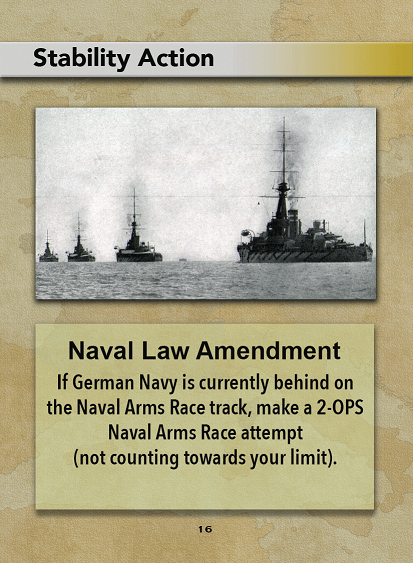 Stability Action
Naval Law Amendment
If German Navy is currently behind on
the Naval Arms Race track, make a 2-OPS
Naval Arms Race attempt
(not counting towards your limit).
16